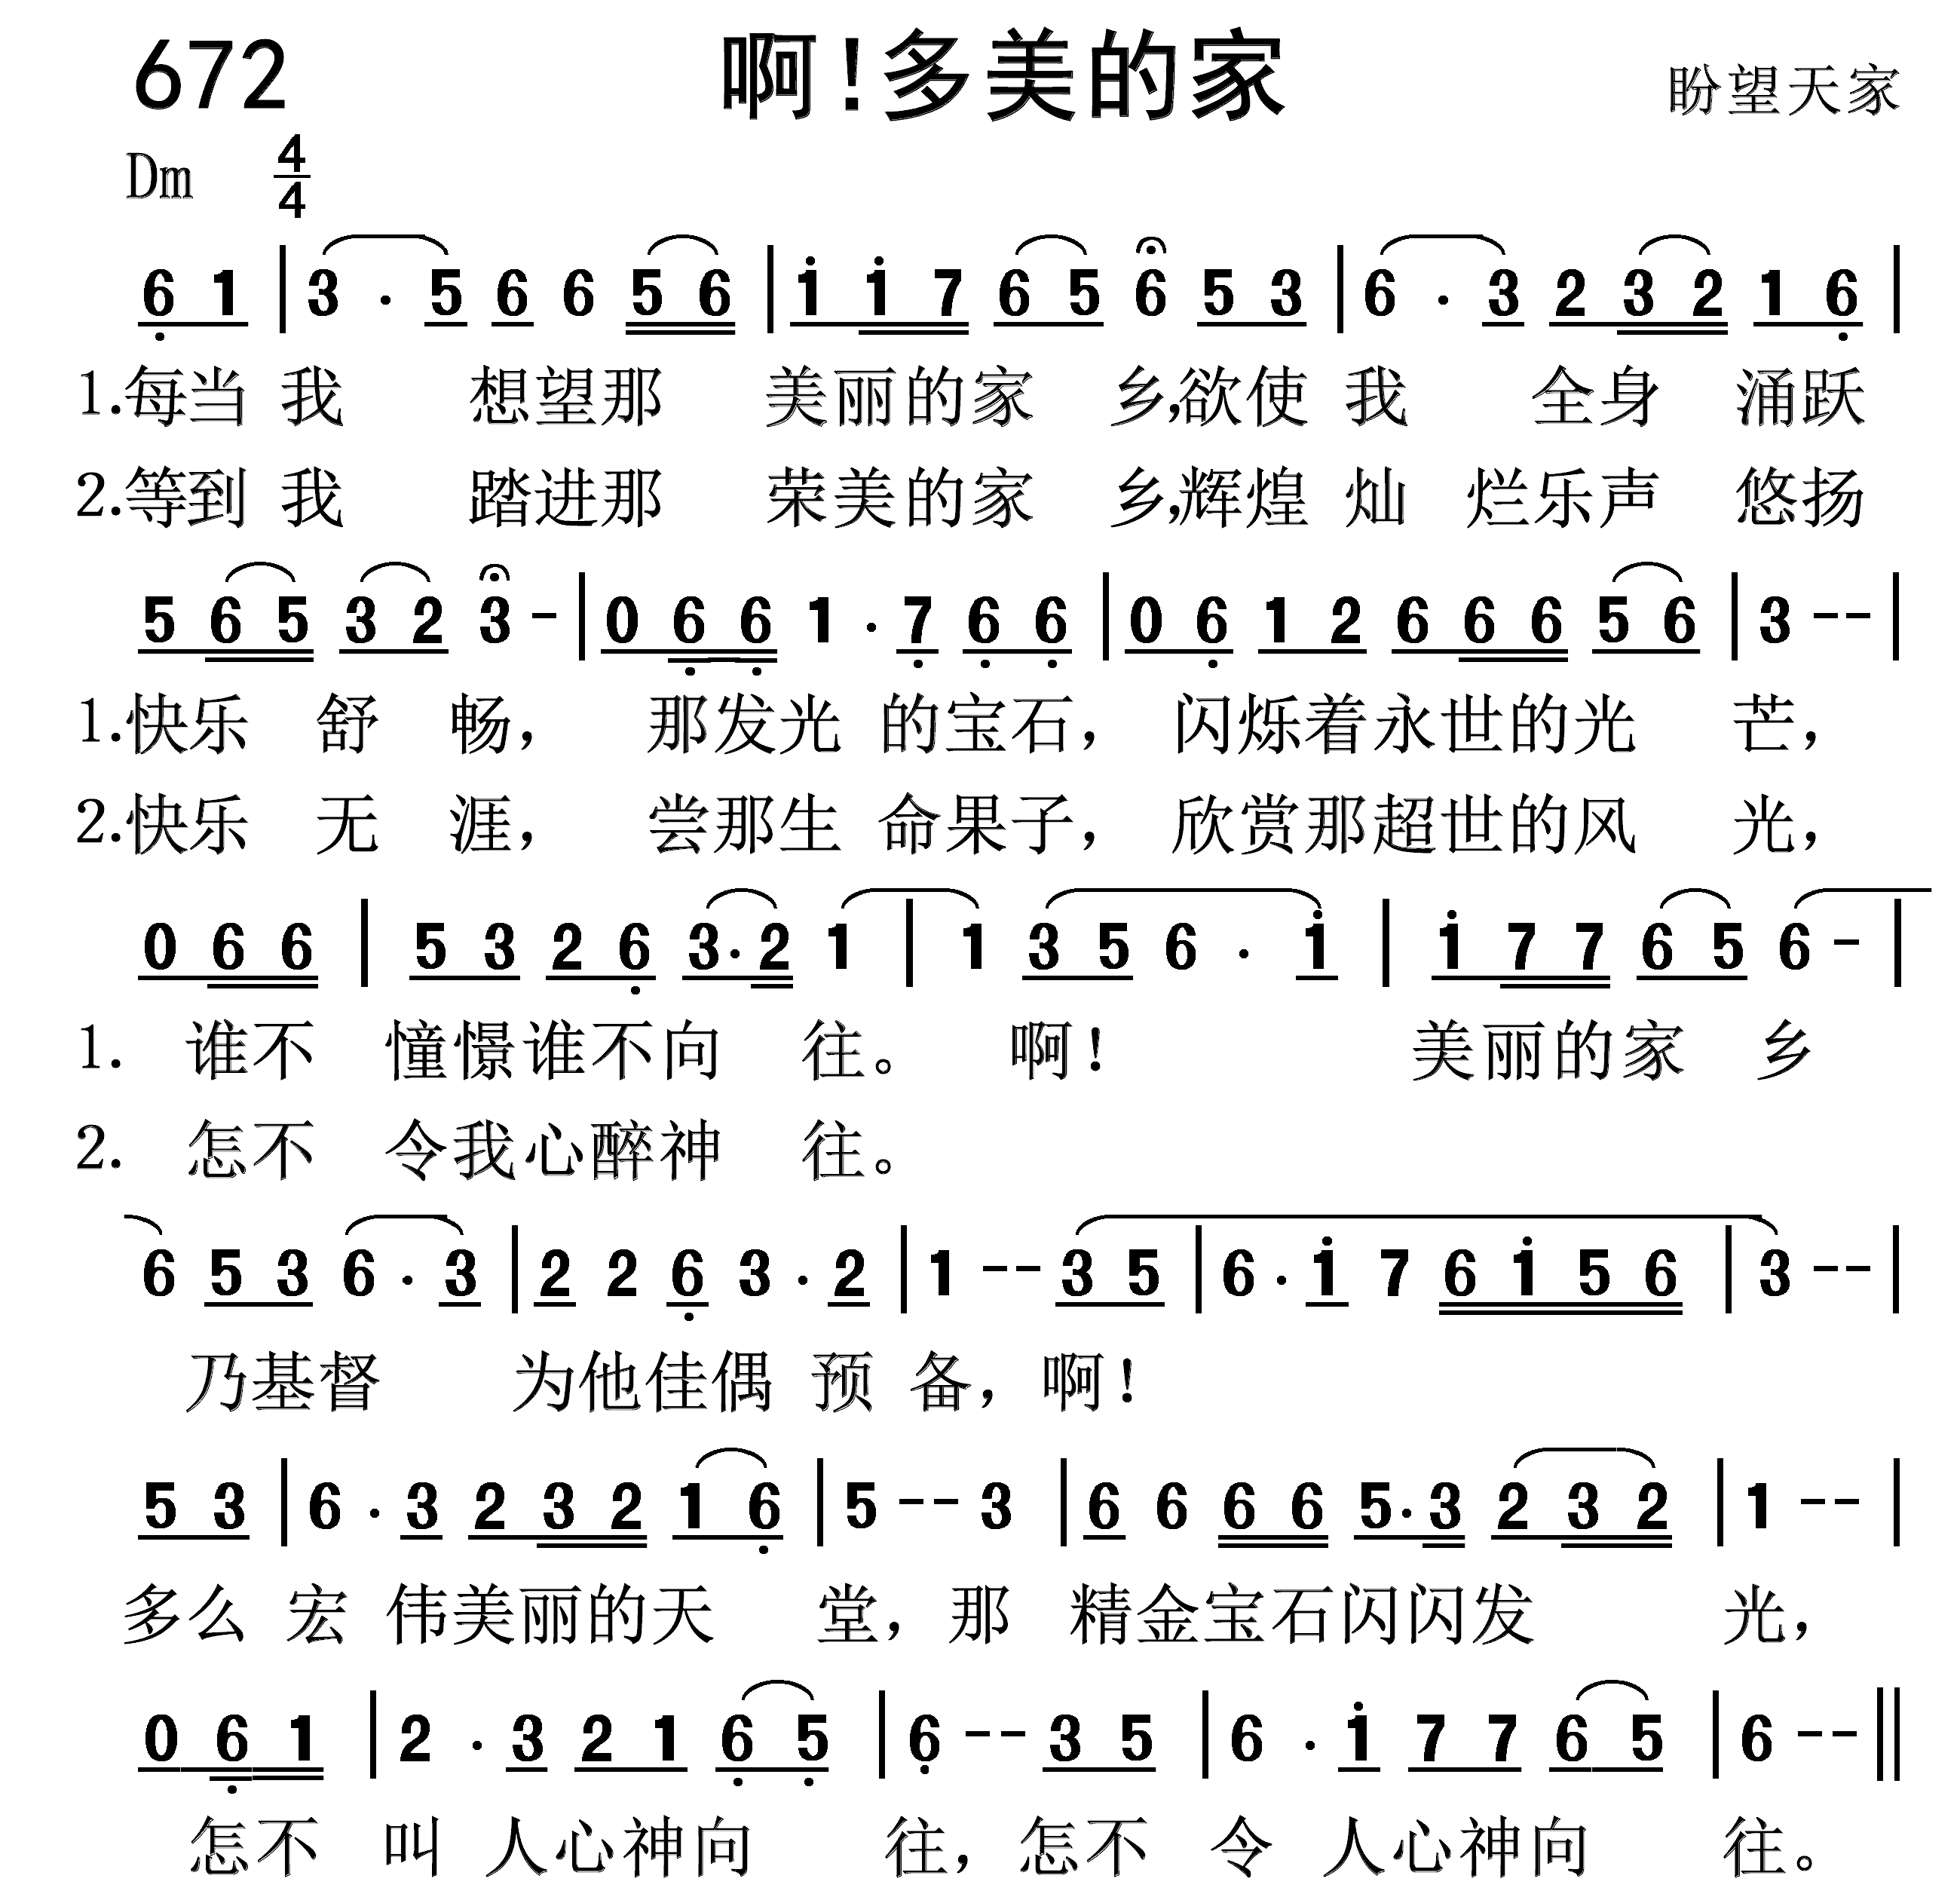 672 啊!多美的家 盼望天家
Dm 4/4
6̣ 1 | 3 · 5 6 6 5 6 | i i 7 6 5 6 5 3 | 6 · 3 2 3 2 1 6̣ |
1.每当 我 想望那 美丽的家 乡,欲使 我 全身 涌跃
2.等到 我 踏进那 荣美的家 乡,辉煌 灿 烂乐声 悠扬
5 6 5 3 2 3 - | 0 6̣ 6̣ 1 · 7̣ 6̣ 6̣ | 0 6̣ 1 2 6 6 6 5 6 | 3 - - |
1.快乐 舒 畅, 那发光 的宝石, 闪烁着永世的光 芒,
2.快乐 无 涯, 尝那生 命果子, 欣赏那超世的风 光,
0 6 6 | 5 3 2 6̣ 3·2 1 | 1 3 5 6 · i | i 7 7 6 5 6 - |
1. 谁不 憧憬谁不向 往。 啊! 美丽的家 乡
2. 怎不 令我心醉神 往。
6 5 3 6 · 3 | 2 2 6̣ 3 · 2 | 1 - - 3 5 | 6 · i 7 6 i 5 6 | 3 - - |
乃基督 为他佳偶 预 备, 啊!
5 3 | 6 · 3 2 3 2 1 6̣ | 5 - - 3 | 6 6 6 6 5·3 2 3 2 | 1 - - |
多么 宏 伟美丽的天 堂, 那 精金宝石闪闪发 光,
0 6̣ 1 | 2 · 3 2 1 6̣ 5̣ | 6̣ - - 3 5 | 6 · i 7 7 6 5 | 6 - - ||
怎不 叫 人心神向 往, 怎不 令 人心神向 往。